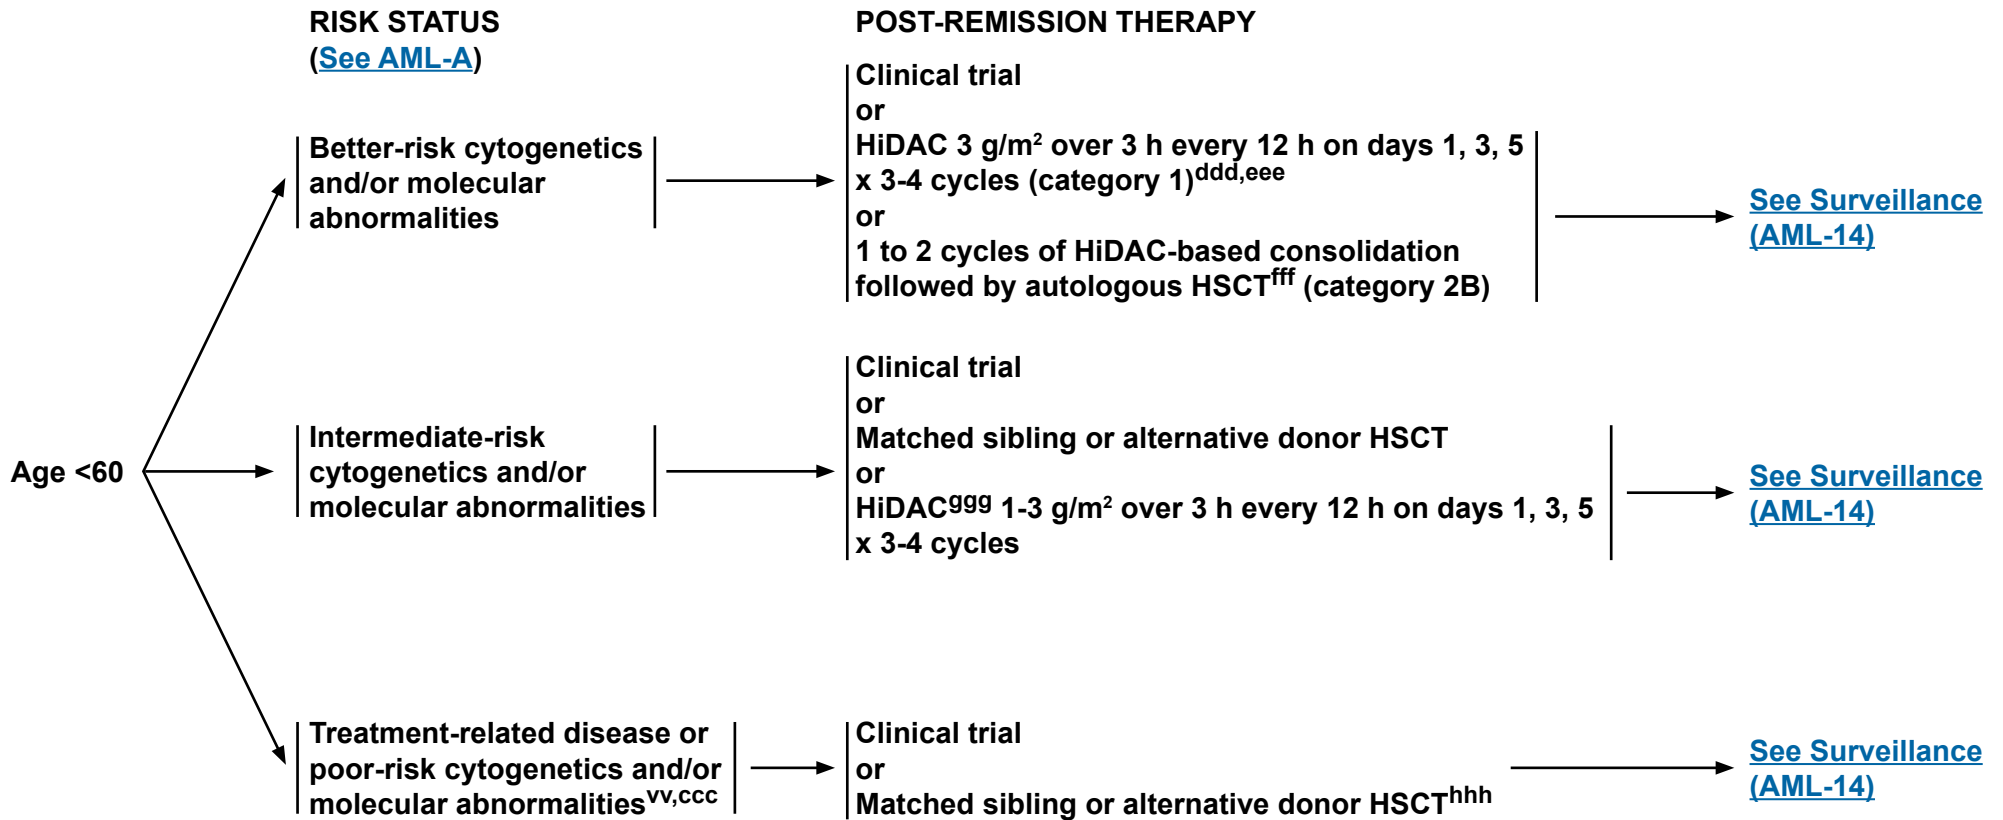 RISK STATUS
(See AML-A)
POST-REMISSION THERAPY
Age <60
Better-risk cytogenetics
and/or molecular
abnormalities
Clinical trial
or
HiDAC 3 g/m² over 3 h every 12 h on days 1, 3, 5
x 3-4 cycles (category 1)ddd,eee
or
1 to 2 cycles of HiDAC-based consolidation
followed by autologous HSCTfff (category 2B)
See Surveillance
(AML-14)
Intermediate-risk
cytogenetics and/or
molecular abnormalities
Clinical trial
or
Matched sibling or alternative donor HSCT
or
HiDACggg 1-3 g/m² over 3 h every 12 h on days 1, 3, 5
x 3-4 cycles
See Surveillance
(AML-14)
Treatment-related disease or
poor-risk cytogenetics and/or
molecular abnormalitiesvv,ccc
Clinical trial
or
Matched sibling or alternative donor HSCThhh
See Surveillance
(AML-14)